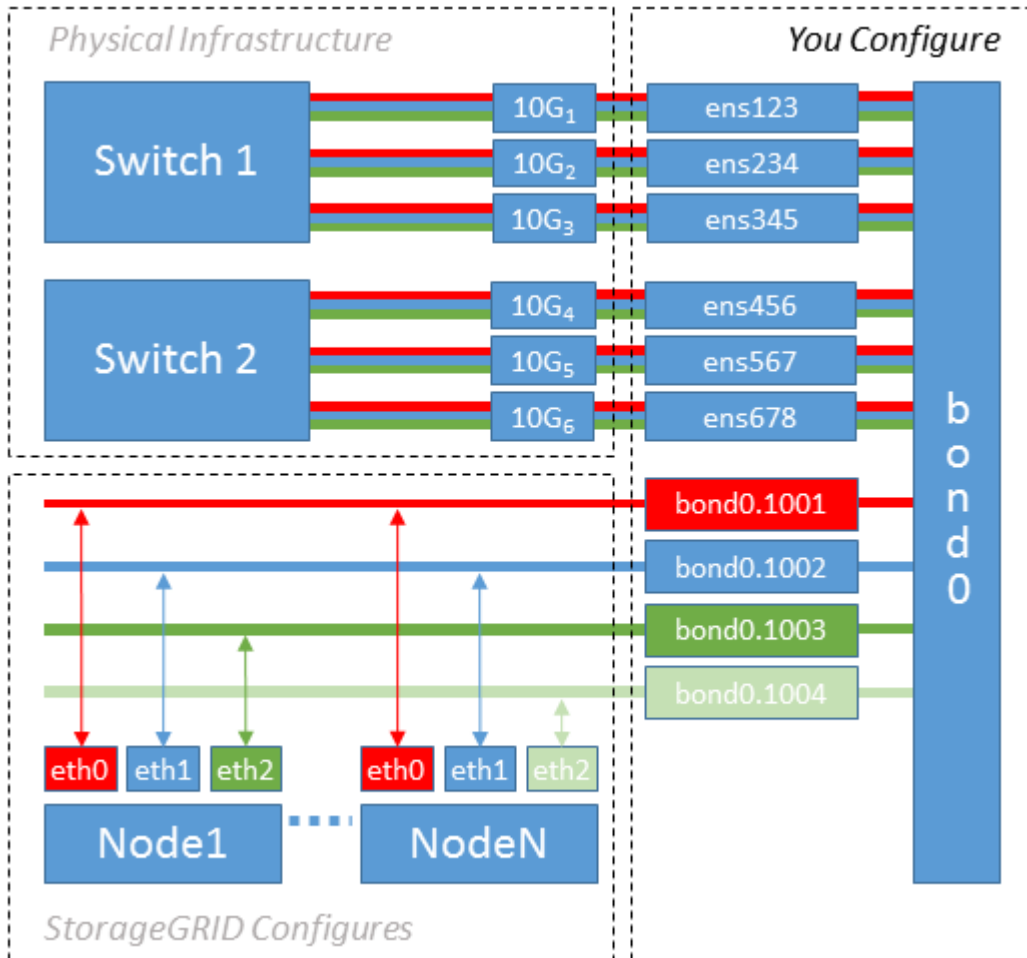 Physical Infrastructure
You Configure
Switch 1
10G₁
ens123
10G₂
ens234
10G₃
ens345
Switch 2
10G₄
ens456
10G₅
ens567
10G₆
ens678
bond0
bond0.1001
bond0.1002
bond0.1003
bond0.1004
eth0
eth1
eth2
eth0
eth1
eth2
Node1
NodeN
StorageGRID Configures